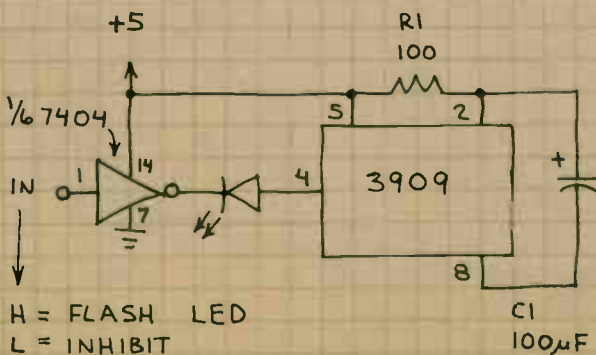 +5
R1
100
1/6 7404
5
2
14
IN
1
4
3909
+
7
8
H = FLASH LED
L = INHIBIT
C1
100µF